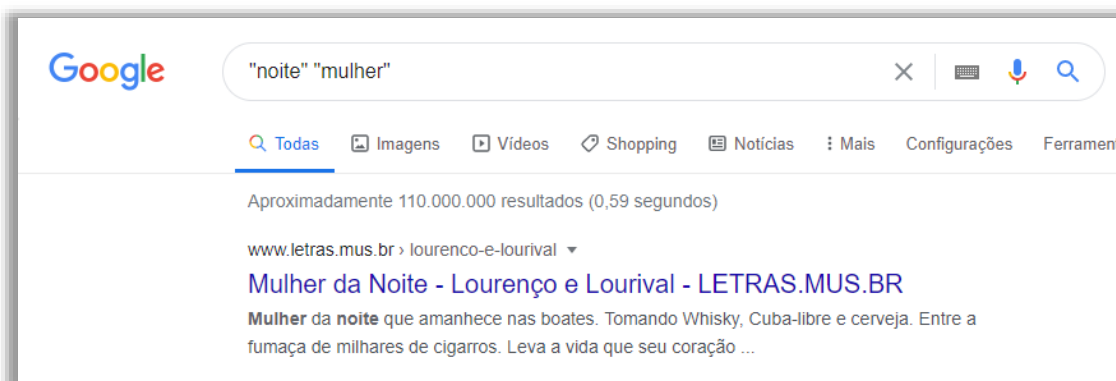 Google
"noite" "mulher"
Todas Imagens Vídeos Shopping Notícias Mais Configurações Ferrament
Aproximadamente 110.000.000 resultados (0,59 segundos)
www.letras.mus.br › lourenco-e-lourival
Mulher da Noite - Lourenço e Lourival - LETRAS.MUS.BR
Mulher da noite que amanhece nas boates. Tomando Whisky, Cuba-libre e cerveja. Entre a
fumaça de milhares de cigarros. Leva a vida que seu coração ...